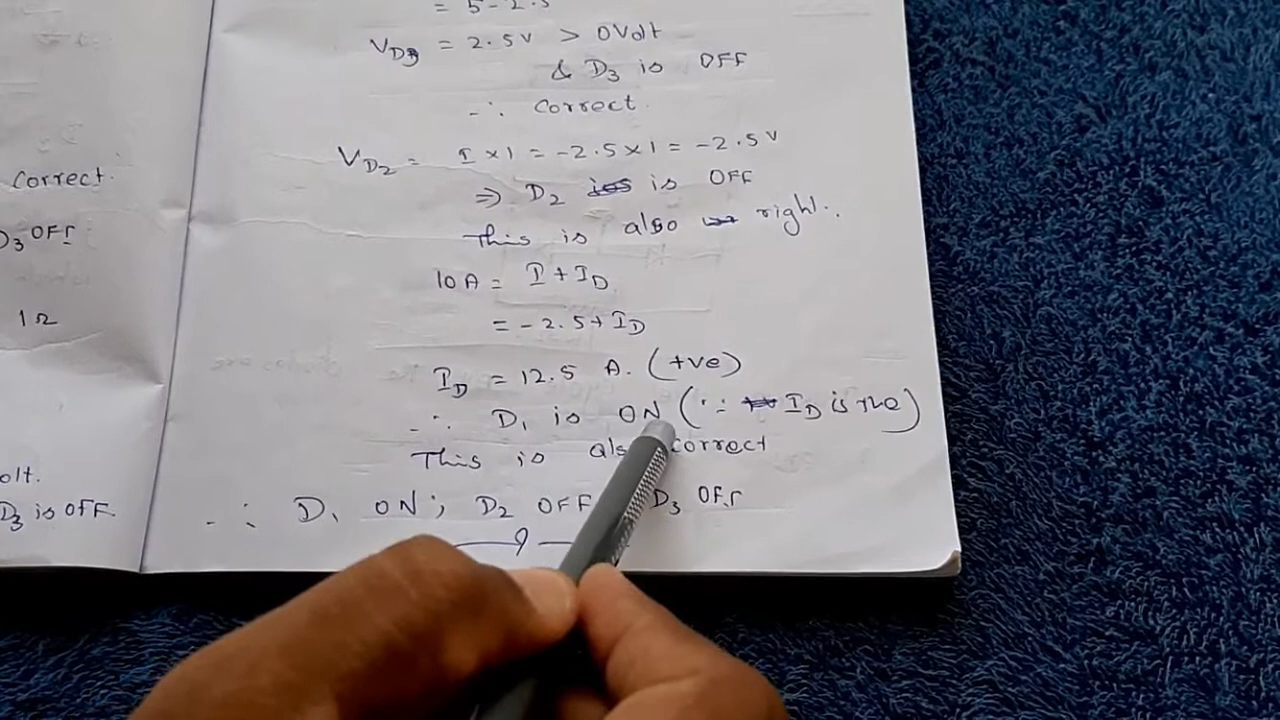 correct.
D3 OFF
1Ω
olt.
D3 is OFF.
= 5-2.5
VD3 = 2.5V > 0Volt
& D3 is OFF
∴ correct.
VD2 = I×1 = -2.5×1 = -2.5V
⇒ D2 is OFF
This is also right.
10A = I + ID
= -2.5 + ID
ID = 12.5 A. (+ve)
∴ D1 is ON (∵ ID is +ve)
This is also correct
∴ D1 ON; D2 OFF D3 OFF